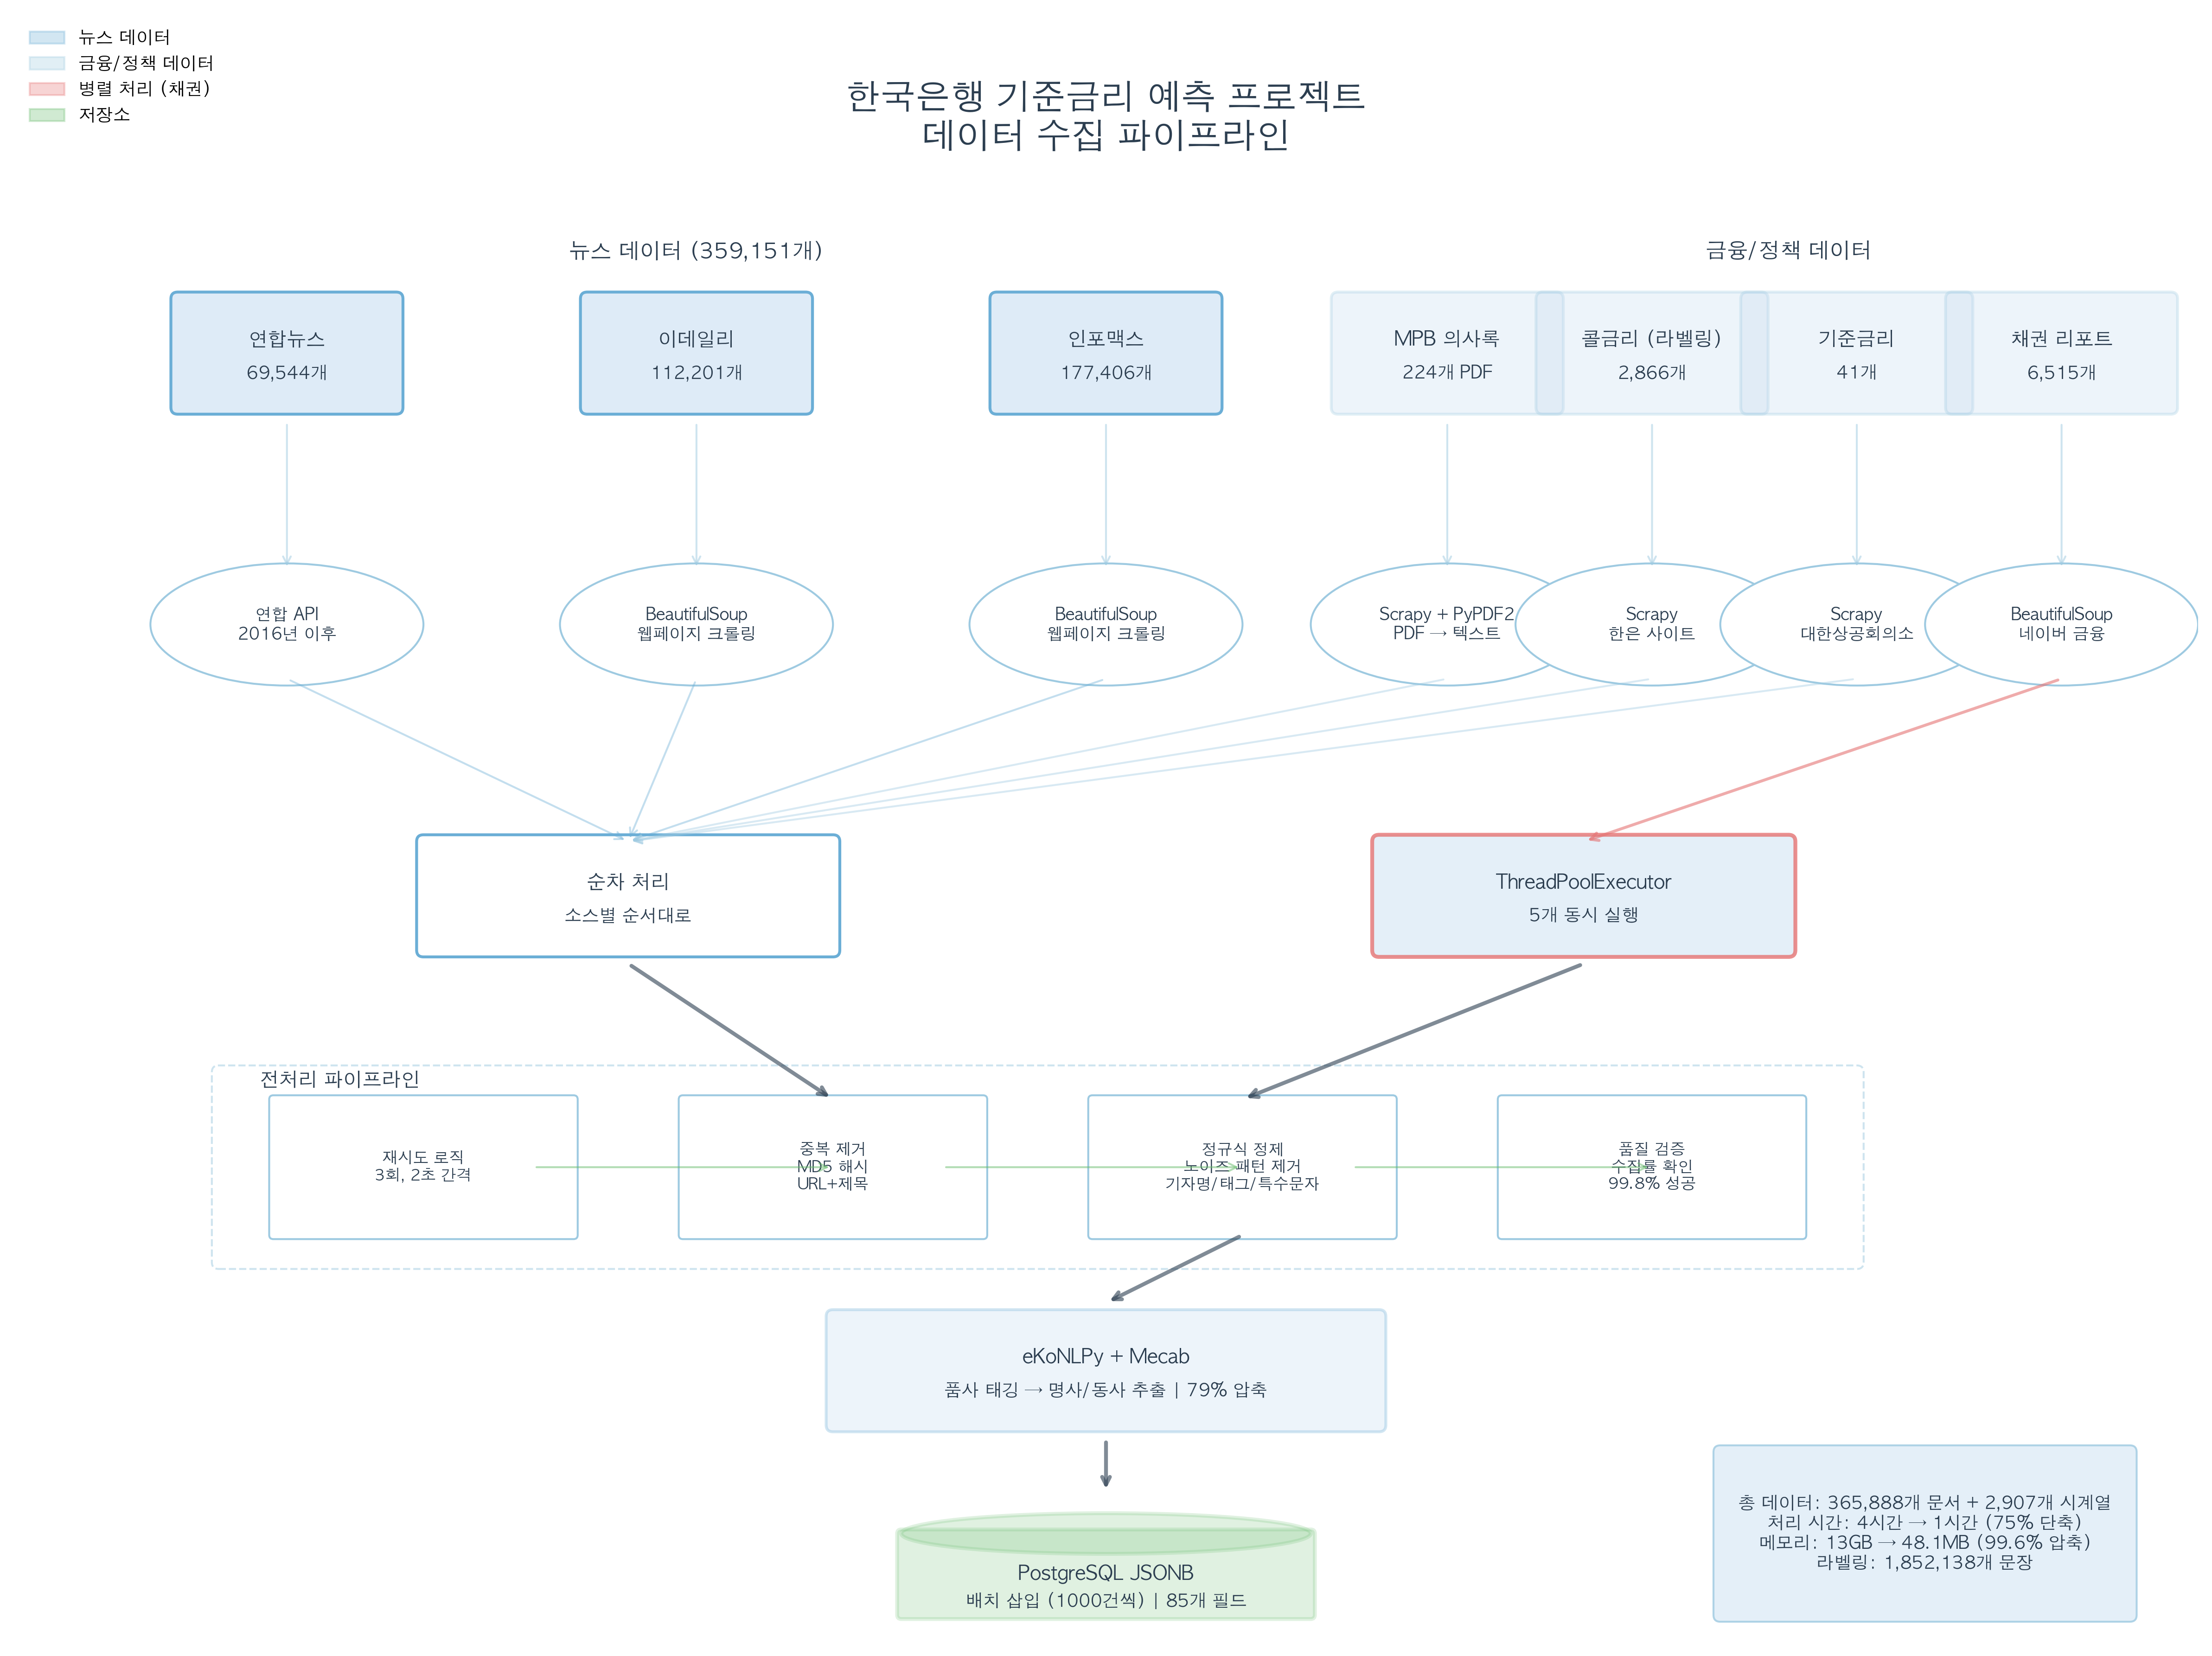 뉴스 데이터
금융/정책 데이터
병렬 처리 (채권)
저장소
한국은행 기준금리 예측 프로젝트
데이터 수집 파이프라인
뉴스 데이터 (359,151개)
금융/정책 데이터
연합뉴스
69,544개
이데일리
112,201개
인포맥스
177,406개
MPB 의사록
224개 PDF
콜금리 (라벨링)
2,866개
기준금리
41개
채권 리포트
6,515개
연합 API
2016년 이후
BeautifulSoup
웹페이지 크롤링
BeautifulSoup
웹페이지 크롤링
Scrapy + PyPDF2
PDF → 텍스트
Scrapy
한은 사이트
Scrapy
대한상공회의소
BeautifulSoup
네이버 금융
순차 처리
소스별 순서대로
ThreadPoolExecutor
5개 동시 실행
전처리 파이프라인
재시도 로직
3회, 2초 간격
중복 제거
MD5 해시
URL+제목
정규식 정제
노이즈 패턴 제거
기자명/태그/특수문자
품질 검증
수집률 확인
99.8% 성공
eKoNLPy + Mecab
품사 태깅 → 명사/동사 추출 | 79% 압축
PostgreSQL JSONB
배치 삽입 (1000건씩) | 85개 필드
총 데이터: 365,888개 문서 + 2,907개 시계열
처리 시간: 4시간 → 1시간 (75% 단축)
메모리: 13GB → 48.1MB (99.6% 압축)
라벨링: 1,852,138개 문장